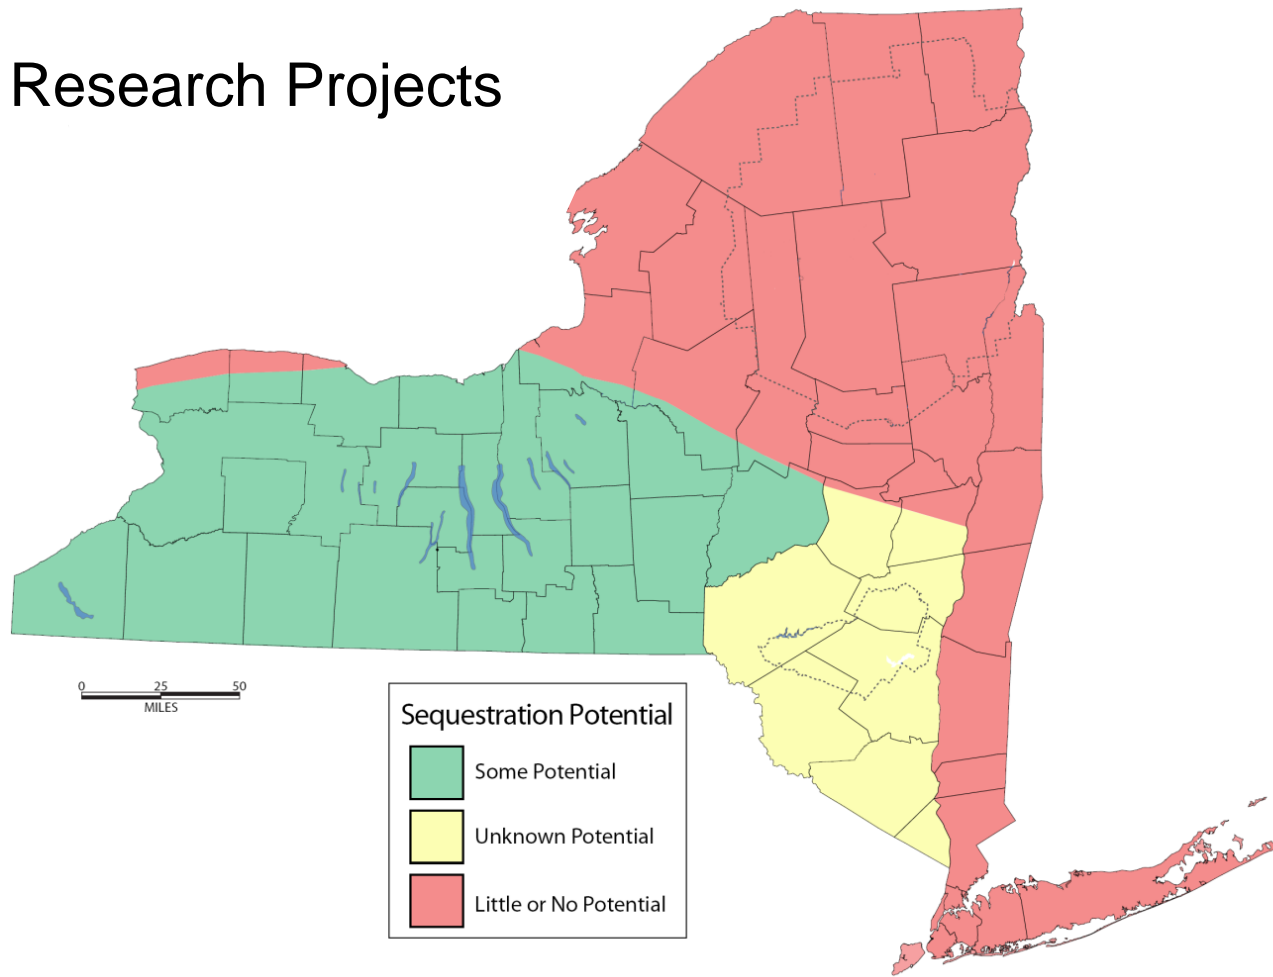 Research Projects
0 25 50
MILES
Sequestration Potential
Some Potential
Unknown Potential
Little or No Potential